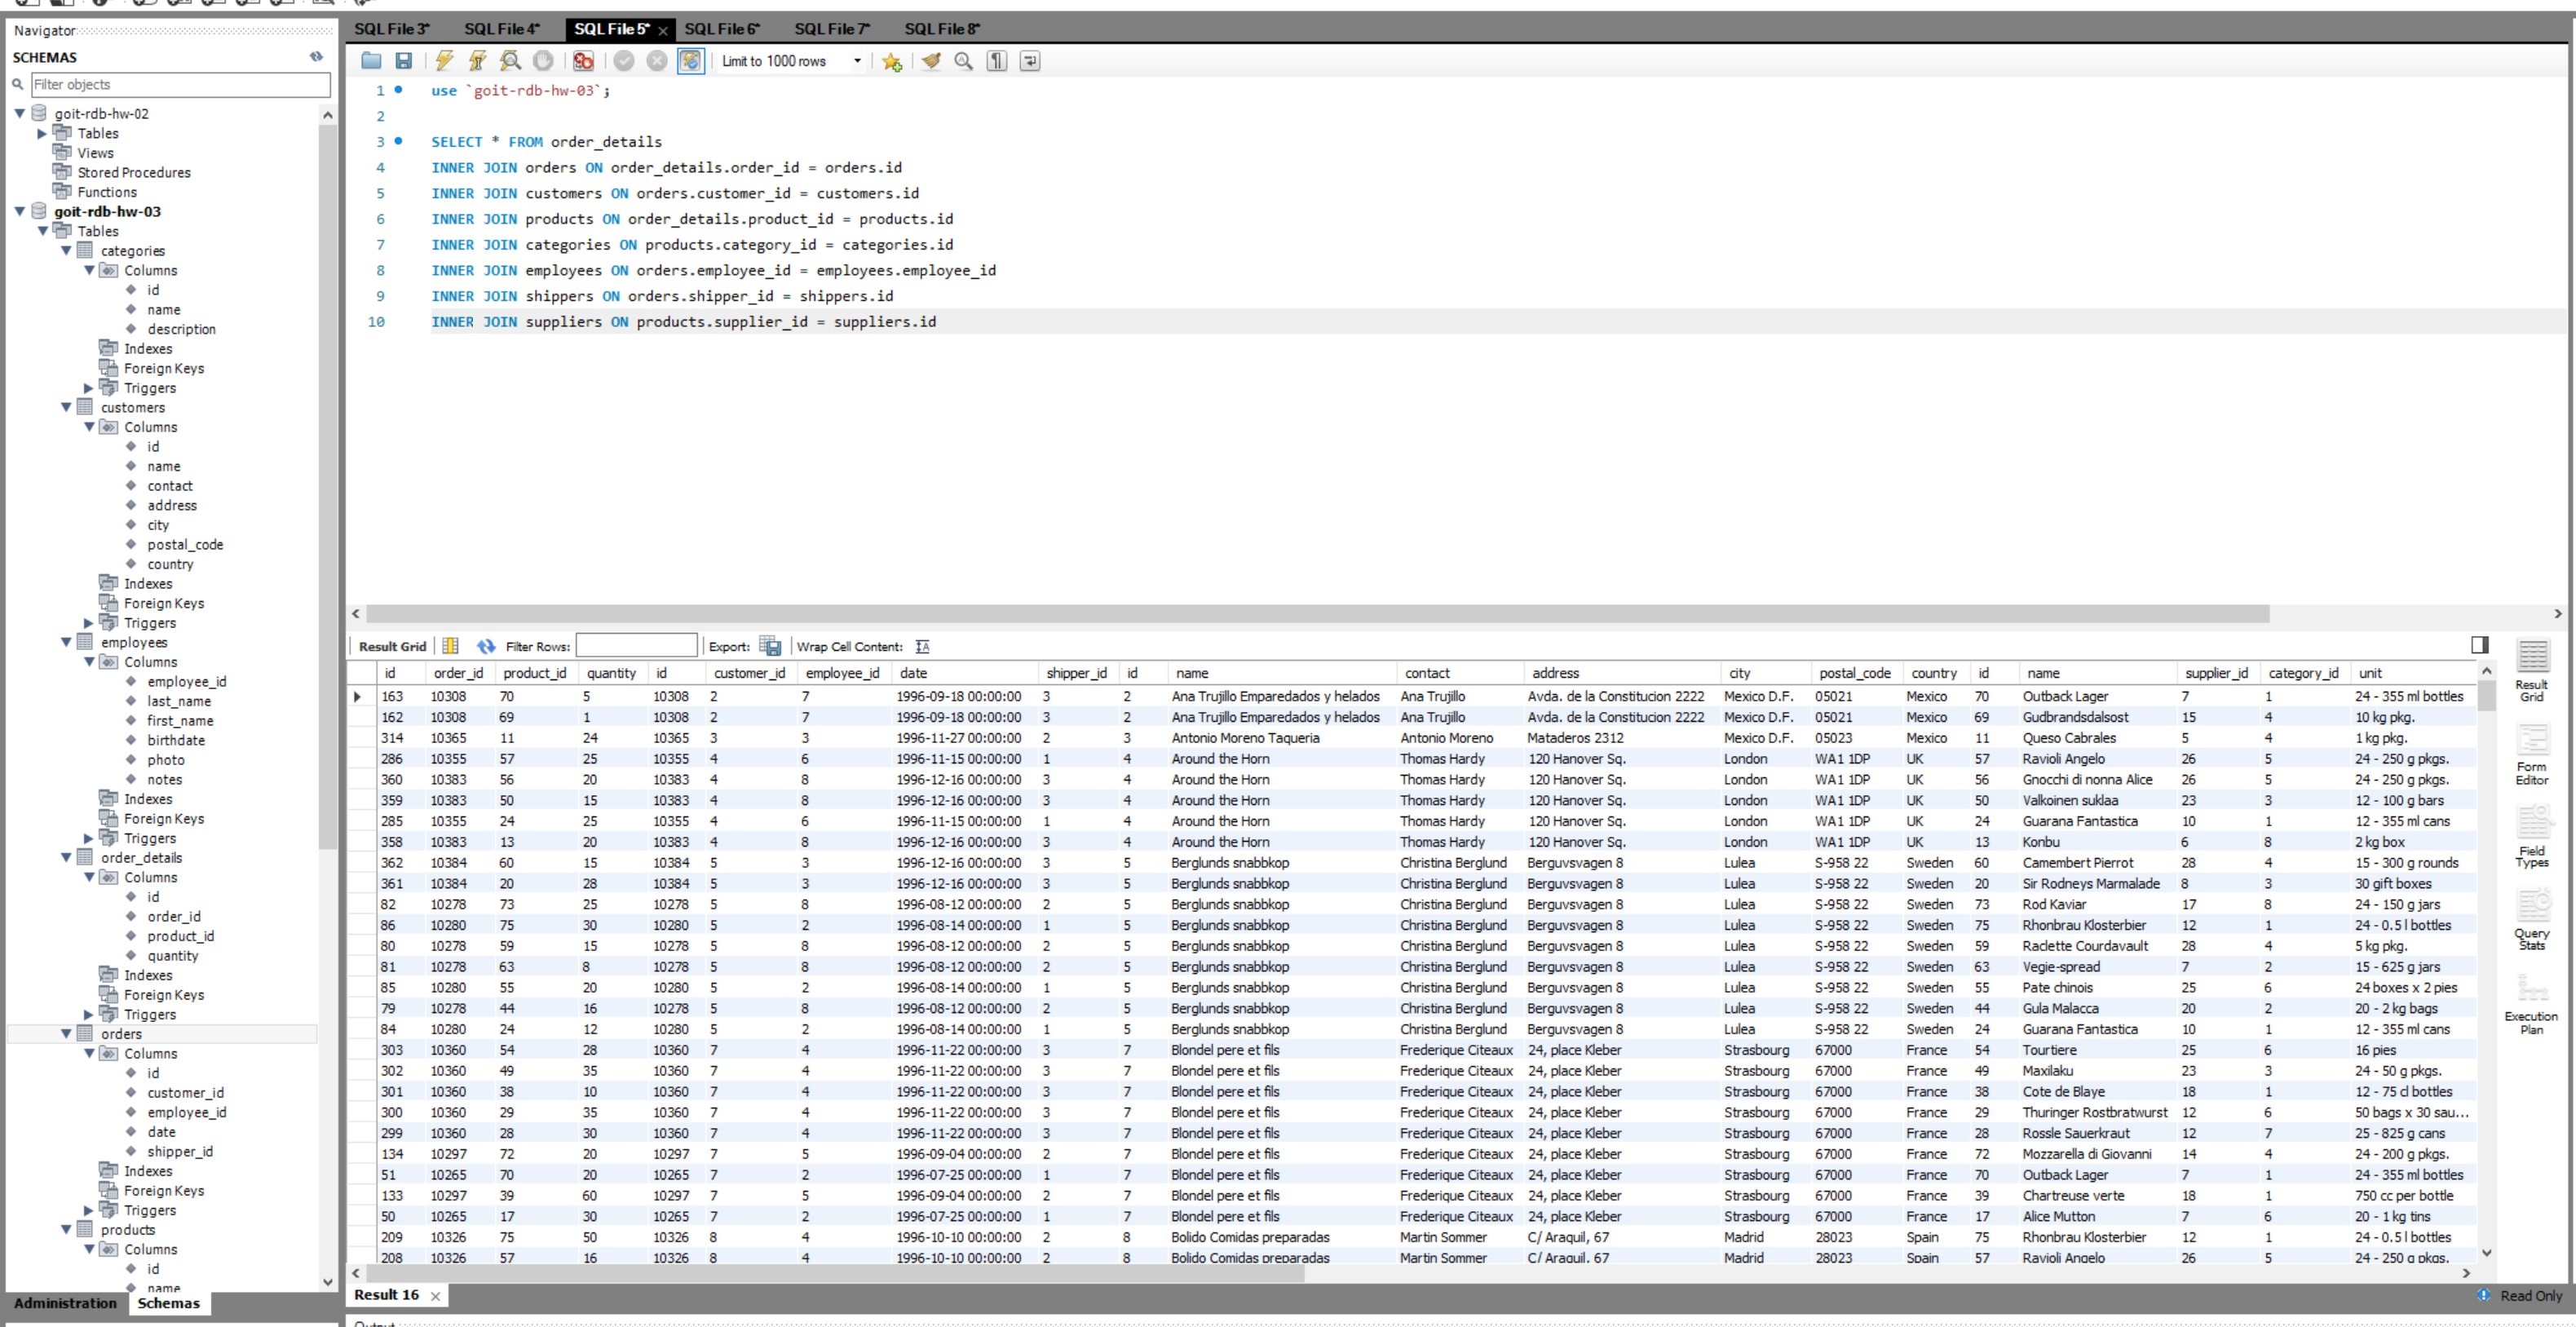 Navigator
SCHEMAS
Filter objects
goit-rdb-hw-02
Tables
Views
Stored Procedures
Functions
goit-rdb-hw-03
Tables
categories
Columns
id
name
description
Indexes
Foreign Keys
Triggers
customers
Columns
id
name
contact
address
city
postal_code
country
Indexes
Foreign Keys
Triggers
employees
Columns
employee_id
last_name
first_name
birthdate
photo
notes
Indexes
Foreign Keys
Triggers
order_details
Columns
id
order_id
product_id
quantity
Indexes
Foreign Keys
Triggers
orders
Columns
id
customer_id
employee_id
date
shipper_id
Indexes
Foreign Keys
Triggers
products
Columns
id
name
Administration Schemas
SQL File 3* SQL File 4* SQL File 5* SQL File 6* SQL File 7* SQL File 8*
Limit to 1000 rows
1 use `goit-rdb-hw-03`;
2
3 SELECT * FROM order_details
4 INNER JOIN orders ON order_details.order_id = orders.id
5 INNER JOIN customers ON orders.customer_id = customers.id
6 INNER JOIN products ON order_details.product_id = products.id
7 INNER JOIN categories ON products.category_id = categories.id
8 INNER JOIN employees ON orders.employee_id = employees.employee_id
9 INNER JOIN shippers ON orders.shipper_id = shippers.id
10 INNER JOIN suppliers ON products.supplier_id = suppliers.id
Result Grid Filter Rows: Export: Wrap Cell Content:
id order_id product_id quantity id customer_id employee_id date shipper_id id name contact address city postal_code country id name supplier_id category_id unit
163 10308 70 5 10308 2 7 1996-09-18 00:00:00 3 2 Ana Trujillo Emparedados y helados Ana Trujillo Avda. de la Constitucion 2222 Mexico D.F. 05021 Mexico 70 Outback Lager 7 1 24 - 355 ml bottles
162 10308 69 1 10308 2 7 1996-09-18 00:00:00 3 2 Ana Trujillo Emparedados y helados Ana Trujillo Avda. de la Constitucion 2222 Mexico D.F. 05021 Mexico 69 Gudbrandsdalsost 15 4 10 kg pkg.
314 10365 11 24 10365 3 3 1996-11-27 00:00:00 2 3 Antonio Moreno Taqueria Antonio Moreno Mataderos 2312 Mexico D.F. 05023 Mexico 11 Queso Cabrales 5 4 1 kg pkg.
286 10355 57 25 10355 4 6 1996-11-15 00:00:00 1 4 Around the Horn Thomas Hardy 120 Hanover Sq. London WA1 1DP UK 57 Ravioli Angelo 26 5 24 - 250 g pkgs.
360 10383 56 20 10383 4 8 1996-12-16 00:00:00 3 4 Around the Horn Thomas Hardy 120 Hanover Sq. London WA1 1DP UK 56 Gnocchi di nonna Alice 26 5 24 - 250 g pkgs.
359 10383 50 15 10383 4 8 1996-12-16 00:00:00 3 4 Around the Horn Thomas Hardy 120 Hanover Sq. London WA1 1DP UK 50 Valkoinen suklaa 23 3 12 - 100 g bars
285 10355 24 25 10355 4 6 1996-11-15 00:00:00 1 4 Around the Horn Thomas Hardy 120 Hanover Sq. London WA1 1DP UK 24 Guarana Fantastica 10 1 12 - 355 ml cans
358 10383 13 20 10383 4 8 1996-12-16 00:00:00 3 4 Around the Horn Thomas Hardy 120 Hanover Sq. London WA1 1DP UK 13 Konbu 6 8 2 kg box
362 10384 60 15 10384 5 3 1996-12-16 00:00:00 3 5 Berglunds snabbkop Christina Berglund Berguvsvagen 8 Lulea S-958 22 Sweden 60 Camembert Pierrot 28 4 15 - 300 g rounds
361 10384 20 28 10384 5 3 1996-12-16 00:00:00 3 5 Berglunds snabbkop Christina Berglund Berguvsvagen 8 Lulea S-958 22 Sweden 20 Sir Rodneys Marmalade 8 3 30 gift boxes
82 10278 73 25 10278 5 8 1996-08-12 00:00:00 2 5 Berglunds snabbkop Christina Berglund Berguvsvagen 8 Lulea S-958 22 Sweden 73 Rod Kaviar 17 8 24 - 150 g jars
86 10280 75 30 10280 5 2 1996-08-14 00:00:00 1 5 Berglunds snabbkop Christina Berglund Berguvsvagen 8 Lulea S-958 22 Sweden 75 Rhonbrau Klosterbier 12 1 24 - 0.5 l bottles
80 10278 59 15 10278 5 8 1996-08-12 00:00:00 2 5 Berglunds snabbkop Christina Berglund Berguvsvagen 8 Lulea S-958 22 Sweden 59 Raclette Courdavault 28 4 5 kg pkg.
81 10278 63 8 10278 5 8 1996-08-12 00:00:00 2 5 Berglunds snabbkop Christina Berglund Berguvsvagen 8 Lulea S-958 22 Sweden 63 Vegie-spread 7 2 15 - 625 g jars
85 10280 55 20 10280 5 2 1996-08-14 00:00:00 1 5 Berglunds snabbkop Christina Berglund Berguvsvagen 8 Lulea S-958 22 Sweden 55 Pate chinois 25 6 24 boxes x 2 pies
79 10278 44 16 10278 5 8 1996-08-12 00:00:00 2 5 Berglunds snabbkop Christina Berglund Berguvsvagen 8 Lulea S-958 22 Sweden 44 Gula Malacca 20 2 20 - 2 kg bags
84 10280 24 12 10280 5 2 1996-08-14 00:00:00 1 5 Berglunds snabbkop Christina Berglund Berguvsvagen 8 Lulea S-958 22 Sweden 24 Guarana Fantastica 10 1 12 - 355 ml cans
303 10360 54 28 10360 7 4 1996-11-22 00:00:00 3 7 Blondel pere et fils Frederique Citeaux 24, place Kleber Strasbourg 67000 France 54 Tourtiere 25 6 16 pies
302 10360 49 35 10360 7 4 1996-11-22 00:00:00 3 7 Blondel pere et fils Frederique Citeaux 24, place Kleber Strasbourg 67000 France 49 Maxilaku 23 3 24 - 50 g pkgs.
301 10360 38 10 10360 7 4 1996-11-22 00:00:00 3 7 Blondel pere et fils Frederique Citeaux 24, place Kleber Strasbourg 67000 France 38 Cote de Blaye 18 1 12 - 75 cl bottles
300 10360 29 35 10360 7 4 1996-11-22 00:00:00 3 7 Blondel pere et fils Frederique Citeaux 24, place Kleber Strasbourg 67000 France 29 Thuringer Rostbratwurst 12 6 50 bags x 30 sau...
299 10360 28 30 10360 7 4 1996-11-22 00:00:00 3 7 Blondel pere et fils Frederique Citeaux 24, place Kleber Strasbourg 67000 France 28 Rossle Sauerkraut 12 7 25 - 825 g cans
134 10297 72 20 10297 7 5 1996-09-04 00:00:00 2 7 Blondel pere et fils Frederique Citeaux 24, place Kleber Strasbourg 67000 France 72 Mozzarella di Giovanni 14 4 24 - 200 g pkgs.
51 10265 70 20 10265 7 2 1996-07-25 00:00:00 1 7 Blondel pere et fils Frederique Citeaux 24, place Kleber Strasbourg 67000 France 70 Outback Lager 7 1 24 - 355 ml bottles
133 10297 39 60 10297 7 5 1996-09-04 00:00:00 2 7 Blondel pere et fils Frederique Citeaux 24, place Kleber Strasbourg 67000 France 39 Chartreuse verte 18 1 750 cc per bottle
50 10265 17 30 10265 7 2 1996-07-25 00:00:00 1 7 Blondel pere et fils Frederique Citeaux 24, place Kleber Strasbourg 67000 France 17 Alice Mutton 7 6 20 - 1 kg tins
209 10326 75 50 10326 8 4 1996-10-10 00:00:00 2 8 Bolido Comidas preparadas Martin Sommer C/ Araquil, 67 Madrid 28023 Spain 75 Rhonbrau Klosterbier 12 1 24 - 0.5 l bottles
208 10326 57 16 10326 8 4 1996-10-10 00:00:00 2 8 Bolido Comidas preparadas Martin Sommer C/ Araquil, 67 Madrid 28023 Spain 57 Ravioli Angelo 26 5 24 - 250 g pkgs.
Result
Grid
Form
Editor
Field
Types
Query
Stats
Execution
Plan
Result 16
Read Only
Output